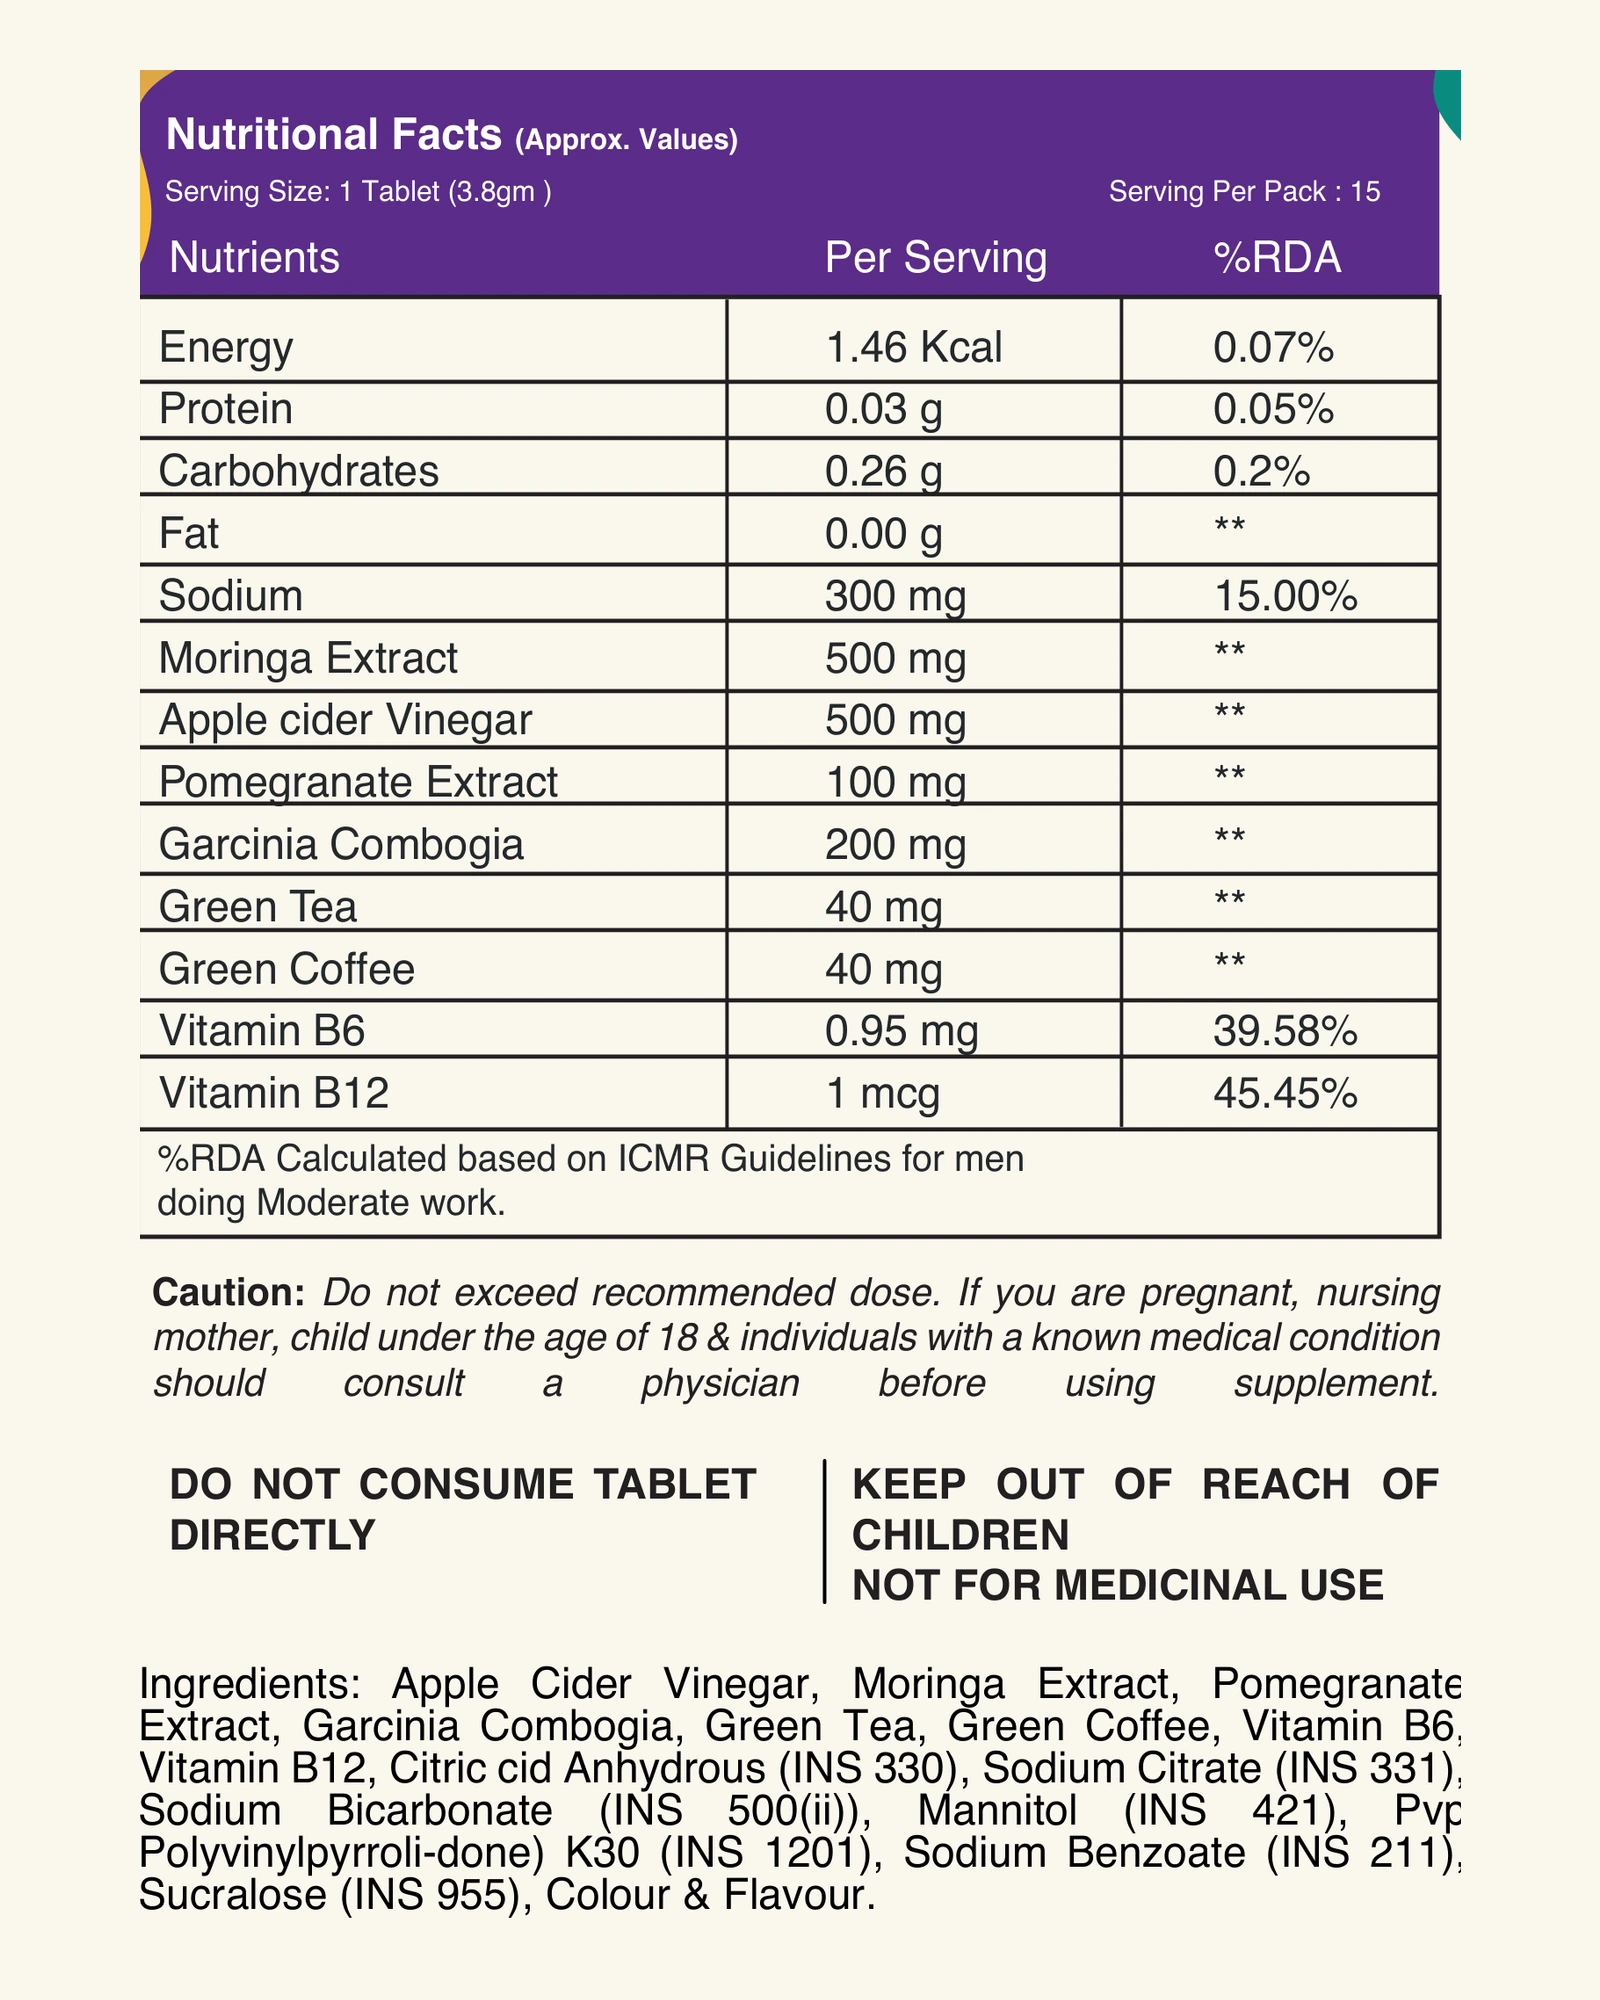 Nutritional Facts (Approx. Values)
Serving Size: 1 Tablet (3.8gm ) Serving Per Pack : 15
Nutrients Per Serving %RDA
Energy 1.46 Kcal 0.07%
Protein 0.03 g 0.05%
Carbohydrates 0.26 g 0.2%
Fat 0.00 g **
Sodium 300 mg 15.00%
Moringa Extract 500 mg **
Apple cider Vinegar 500 mg **
Pomegranate Extract 100 mg **
Garcinia Combogia 200 mg **
Green Tea 40 mg **
Green Coffee 40 mg **
Vitamin B6 0.95 mg 39.58%
Vitamin B12 1 mcg 45.45%
%RDA Calculated based on ICMR Guidelines for men
doing Moderate work.
Caution: Do not exceed recommended dose. If you are pregnant, nursing
mother, child under the age of 18 & individuals with a known medical condition
should consult a physician before using supplement.
DO NOT CONSUME TABLET
DIRECTLY
KEEP OUT OF REACH OF
CHILDREN
NOT FOR MEDICINAL USE
Ingredients: Apple Cider Vinegar, Moringa Extract, Pomegranate
Extract, Garcinia Combogia, Green Tea, Green Coffee, Vitamin B6,
Vitamin B12, Citric cid Anhydrous (INS 330), Sodium Citrate (INS 331),
Sodium Bicarbonate (INS 500(ii)), Mannitol (INS 421), Pvp
Polyvinylpyrroli-done) K30 (INS 1201), Sodium Benzoate (INS 211),
Sucralose (INS 955), Colour & Flavour.